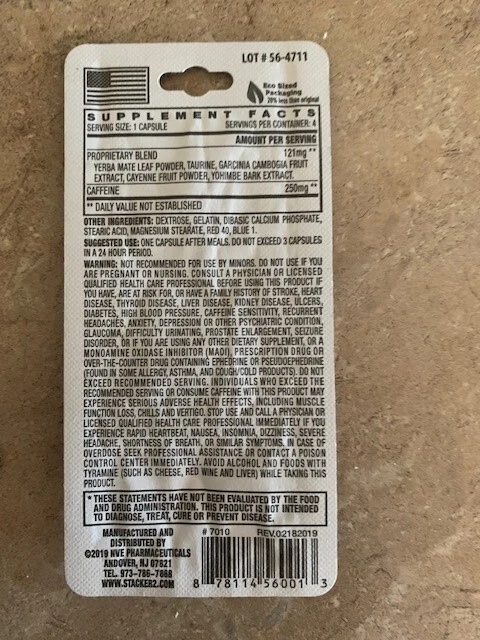 LOT # 56-4711
Eco Sized
Packaging
20% less than original
SUPPLEMENT FACTS
SERVING SIZE: 1 CAPSULE SERVINGS PER CONTAINER: 4
AMOUNT PER SERVING
PROPRIETARY BLEND 121mg **
YERBA MATE LEAF POWDER, TAURINE, GARCINIA CAMBOGIA FRUIT
EXTRACT, CAYENNE FRUIT POWDER, YOHIMBE BARK EXTRACT.
CAFFEINE 250mg **
** DAILY VALUE NOT ESTABLISHED
OTHER INGREDIENTS: DEXTROSE, GELATIN, DIBASIC CALCIUM PHOSPHATE,
STEARIC ACID, MAGNESIUM STEARATE, RED 40, BLUE 1.
SUGGESTED USE: ONE CAPSULE AFTER MEALS. DO NOT EXCEED 3 CAPSULES
IN A 24 HOUR PERIOD.
WARNING: NOT RECOMMENDED FOR USE BY MINORS. DO NOT USE IF YOU
ARE PREGNANT OR NURSING. CONSULT A PHYSICIAN OR LICENSED
QUALIFIED HEALTH CARE PROFESSIONAL BEFORE USING THIS PRODUCT IF
YOU HAVE, ARE AT RISK FOR, OR HAVE A FAMILY HISTORY OF STROKE, HEART
DISEASE, THYROID DISEASE, LIVER DISEASE, KIDNEY DISEASE, ULCERS,
DIABETES, HIGH BLOOD PRESSURE, CAFFEINE SENSITIVITY, RECURRENT
HEADACHES, ANXIETY, DEPRESSION OR OTHER PSYCHIATRIC CONDITION,
GLAUCOMA, DIFFICULTY URINATING, PROSTATE ENLARGEMENT, SEIZURE
DISORDER, OR IF YOU ARE USING ANY OTHER DIETARY SUPPLEMENT, OR A
MONOAMINE OXIDASE INHIBITOR (MAOI), PRESCRIPTION DRUG OR
OVER-THE-COUNTER DRUG CONTAINING EPHEDRINE OR PSEUDOEPHEDRINE
(FOUND IN SOME ALLERGY, ASTHMA, AND COUGH/COLD PRODUCTS). DO NOT
EXCEED RECOMMENDED SERVING. INDIVIDUALS WHO EXCEED THE
RECOMMENDED SERVING OR CONSUME CAFFEINE WITH THIS PRODUCT MAY
EXPERIENCE SERIOUS ADVERSE HEALTH EFFECTS, INCLUDING MUSCLE
FUNCTION LOSS, CHILLS AND VERTIGO. STOP USE AND CALL A PHYSICIAN OR
LICENSED QUALIFIED HEALTH CARE PROFESSIONAL IMMEDIATELY IF YOU
EXPERIENCE RAPID HEARTBEAT, NAUSEA, INSOMNIA, DIZZINESS, SEVERE
HEADACHE, SHORTNESS OF BREATH, OR SIMILAR SYMPTOMS. IN CASE OF
OVERDOSE SEEK PROFESSIONAL ASSISTANCE OR CONTACT A POISON
CONTROL CENTER IMMEDIATELY. AVOID ALCOHOL AND FOODS WITH
TYRAMINE (SUCH AS CHEESE, RED WINE AND LIVER) WHILE TAKING THIS
PRODUCT.
* THESE STATEMENTS HAVE NOT BEEN EVALUATED BY THE FOOD
AND DRUG ADMINISTRATION. THIS PRODUCT IS NOT INTENDED
TO DIAGNOSE, TREAT, CURE OR PREVENT DISEASE.
MANUFACTURED AND
DISTRIBUTED BY
©2019 NVE PHARMACEUTICALS
ANDOVER, NJ 07821
TEL. 973-786-7868
WWW.STACKER2.COM
# 7010 REV.02182019
8 78114 56001 3